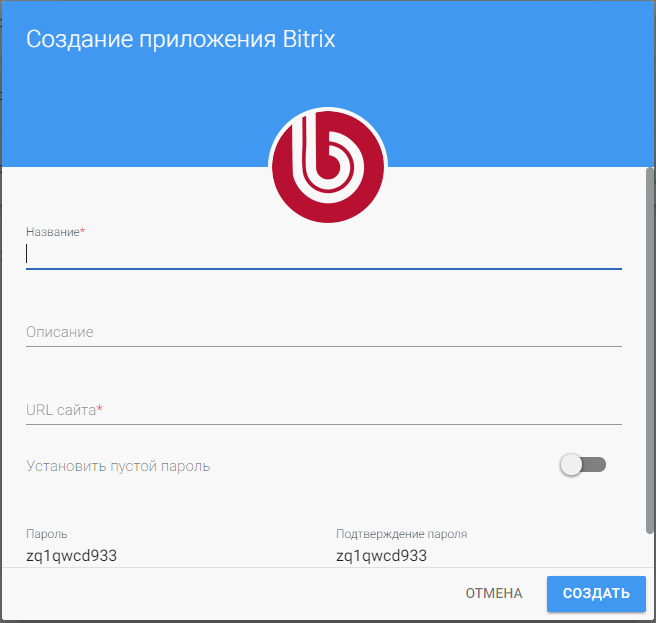 Создание приложения Bitrix
Название*
Описание
URL сайта*
Установить пустой пароль
Пароль Подтверждение пароля
zq1qwcd933 zq1qwcd933
ОТМЕНА СОЗДАТЬ